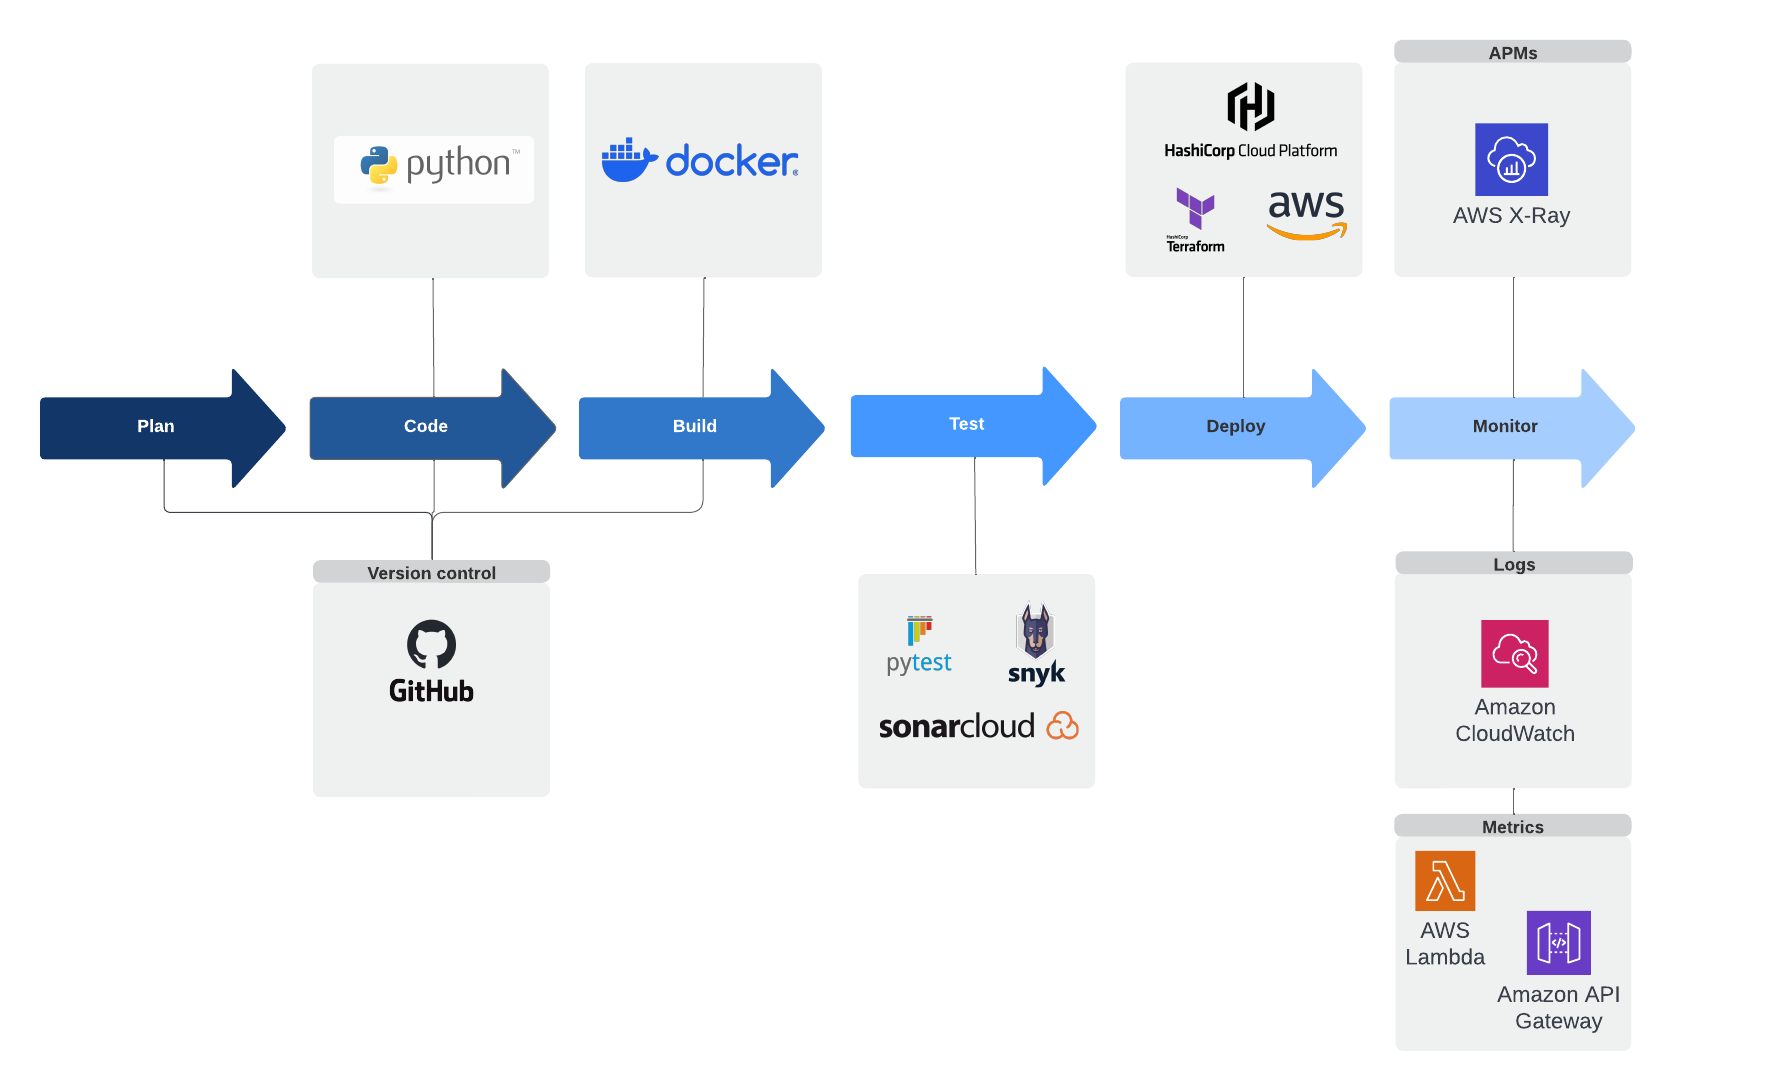 APMs
python™
docker®
HashiCorp Cloud Platform
HashiCorp
Terraform
aws
AWS X-Ray
Plan
Code
Build
Test
Deploy
Monitor
Version control
GitHub
pytest
snyk
sonarcloud
Logs
Amazon
CloudWatch
Metrics
AWS
Lambda
Amazon API
Gateway